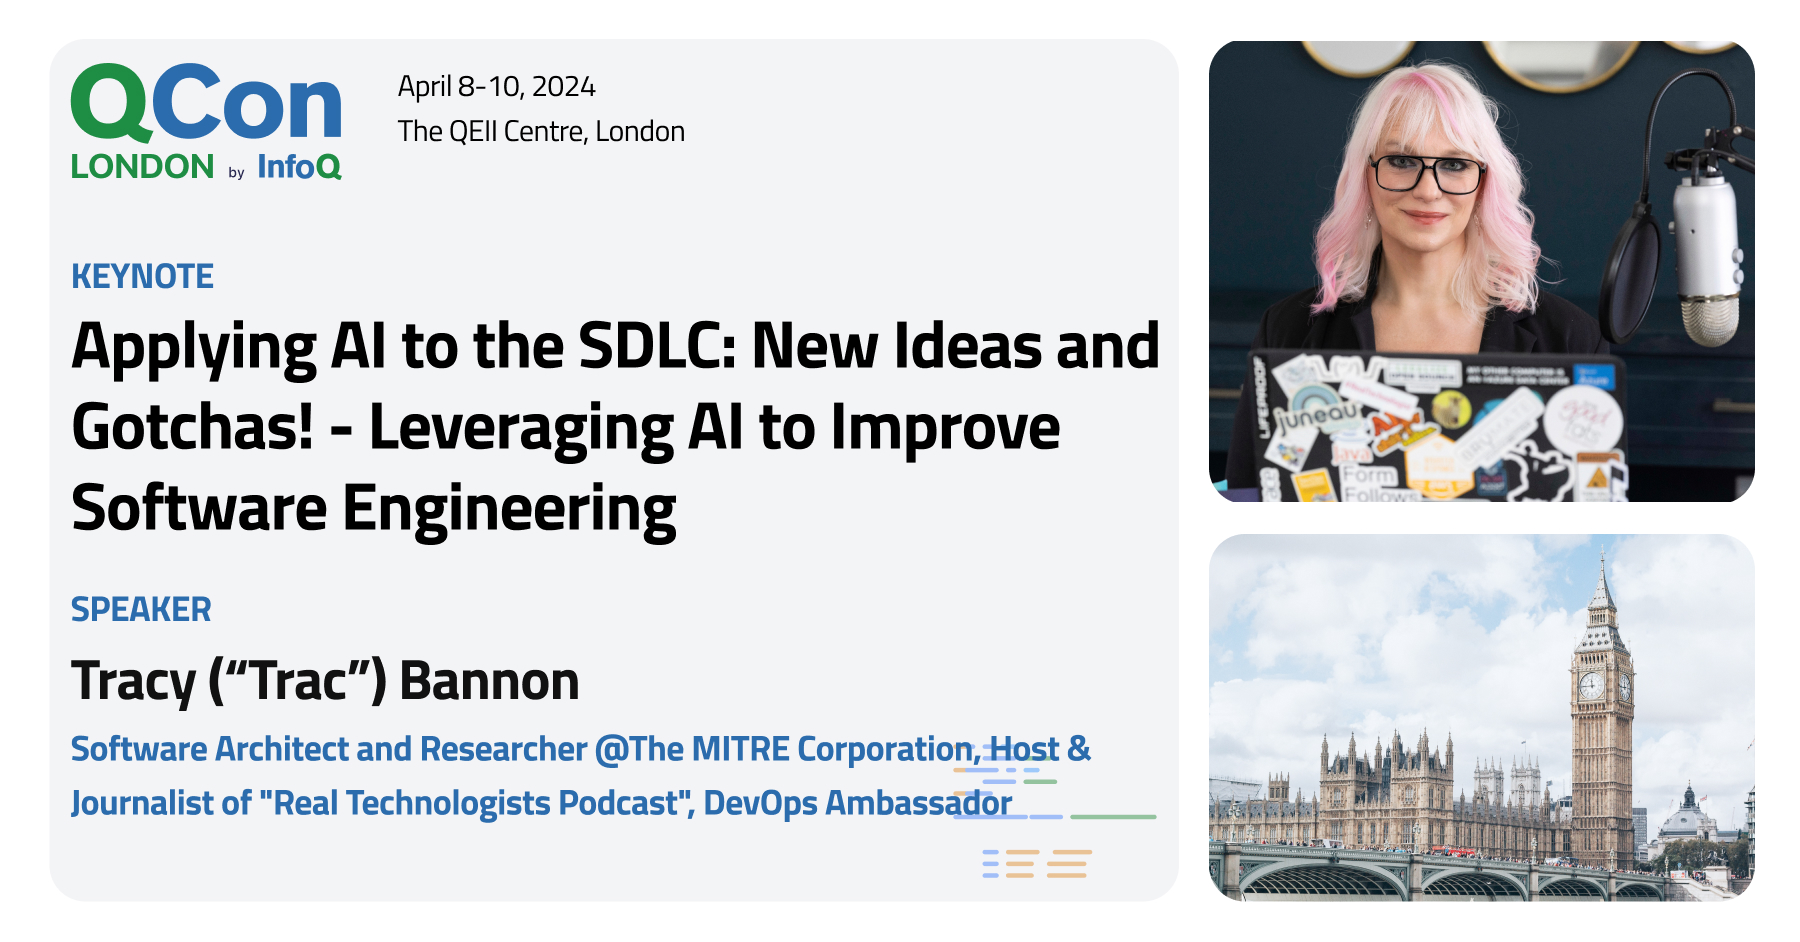 QCon
LONDON by InfoQ
April 8-10, 2024
The QEII Centre, London
KEYNOTE
Applying AI to the SDLC: New Ideas and
Gotchas! - Leveraging AI to Improve
Software Engineering
SPEAKER
Tracy (“Trac”) Bannon
Software Architect and Researcher @The MITRE Corporation, Host &
Journalist of "Real Technologists Podcast", DevOps Ambassador
LIFEPROOF
juneau
Java
Form
Follows
Azure
good